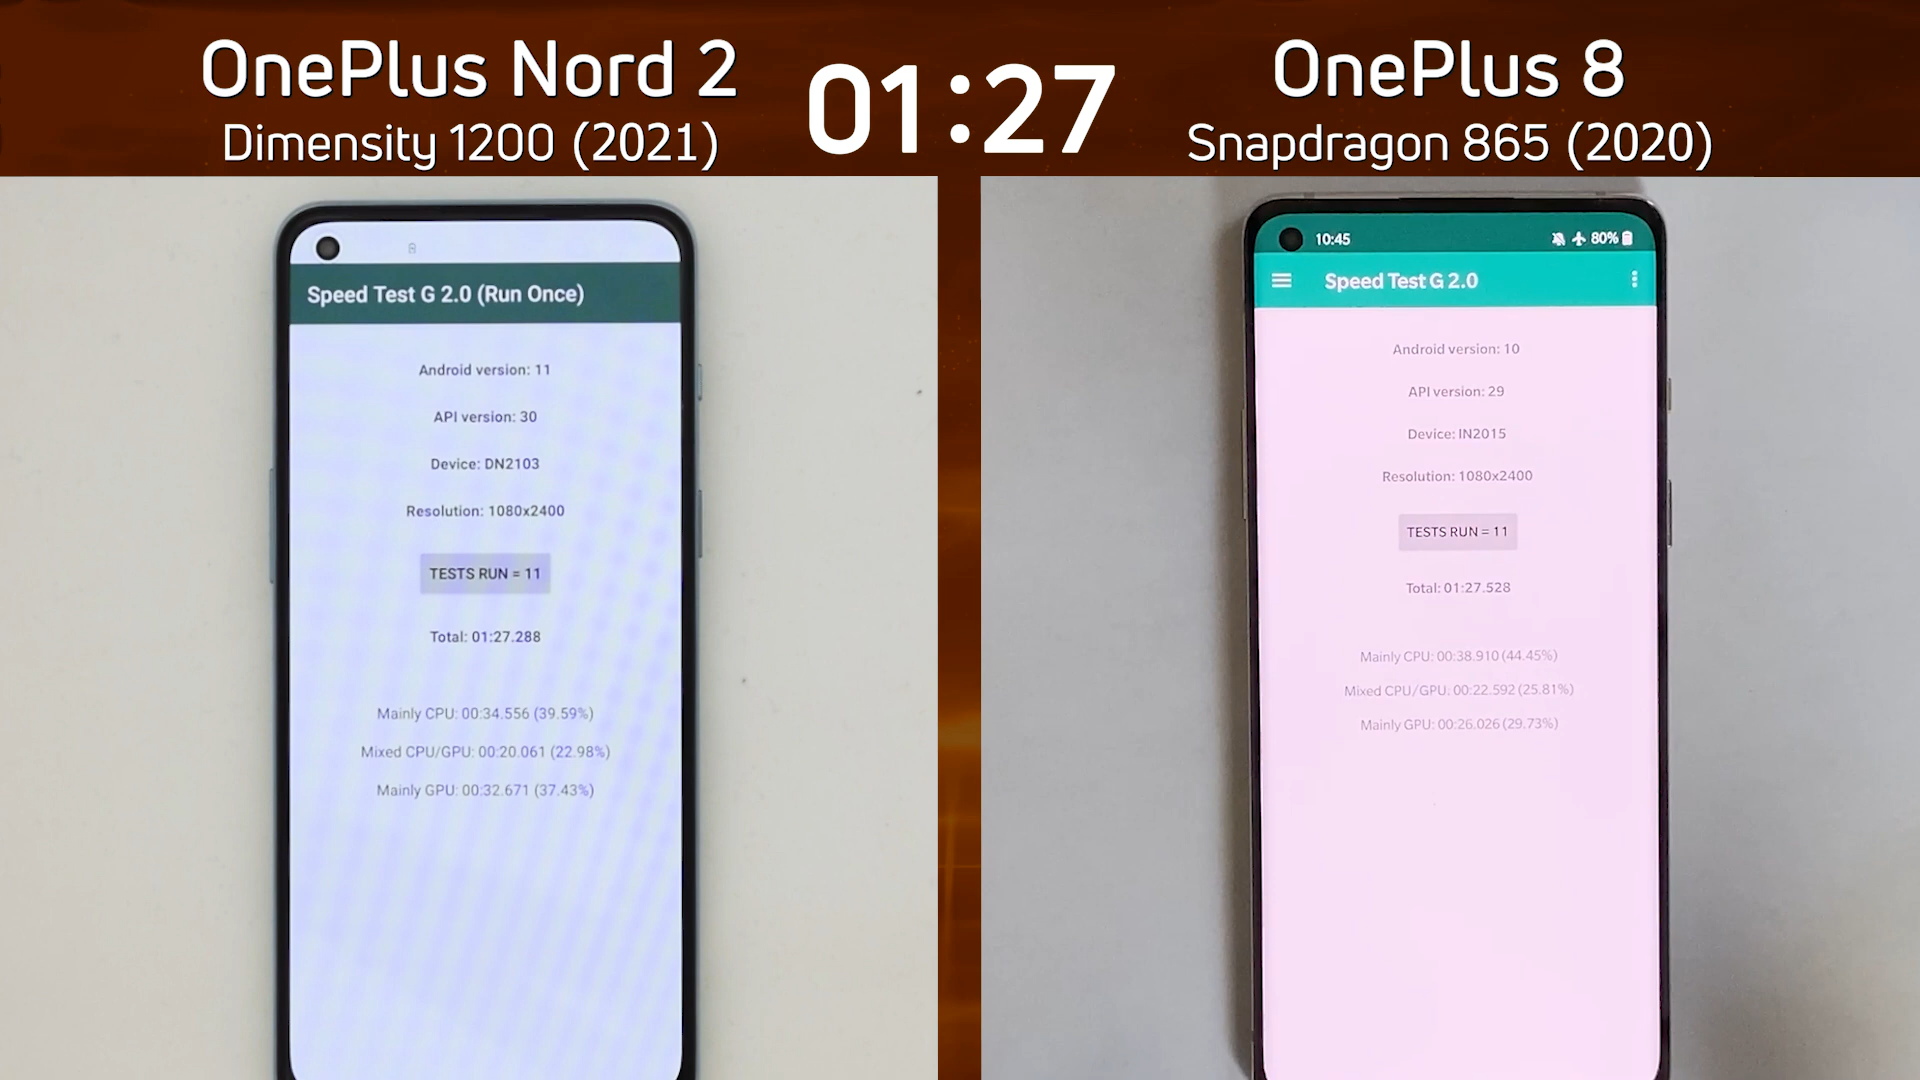 OnePlus Nord 2
Dimensity 1200 (2021)
01:27
OnePlus 8
Snapdragon 865 (2020)
Speed Test G 2.0 (Run Once)
Android version: 11
API version: 30
Device: DN2103
Resolution: 1080x2400
TESTS RUN = 11
Total: 01:27.288
Mainly CPU: 00:34.556 (39.59%)
Mixed CPU/GPU: 00:20.061 (22.98%)
Mainly GPU: 00:32.671 (37.43%)
10:45
80%
Speed Test G 2.0
Android version: 10
API version: 29
Device: IN2015
Resolution: 1080x2400
TESTS RUN = 11
Total: 01:27.528
Mainly CPU: 00:38.910 (44.45%)
Mixed CPU/GPU: 00:22.592 (25.81%)
Mainly GPU: 00:26.026 (29.73%)